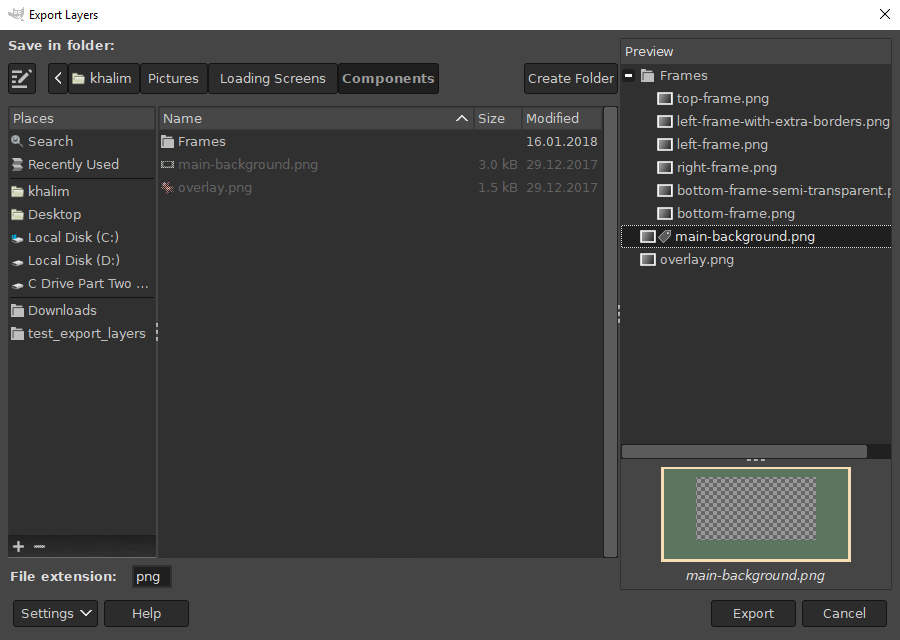 Export Layers
Save in folder:
khalim Pictures Loading Screens Components Create Folder
Places
Search
Recently Used
khalim
Desktop
Local Disk (C:)
Local Disk (D:)
C Drive Part Two ...
Downloads
test_export_layers
Name Size Modified
Frames 16.01.2018
main-background.png 3.0 kB 29.12.2017
overlay.png 1.5 kB 29.12.2017
Preview
Frames
top-frame.png
left-frame-with-extra-borders.png
left-frame.png
right-frame.png
bottom-frame-semi-transparent.p
bottom-frame.png
main-background.png
overlay.png
main-background.png
File extension: png
Settings Help Export Cancel